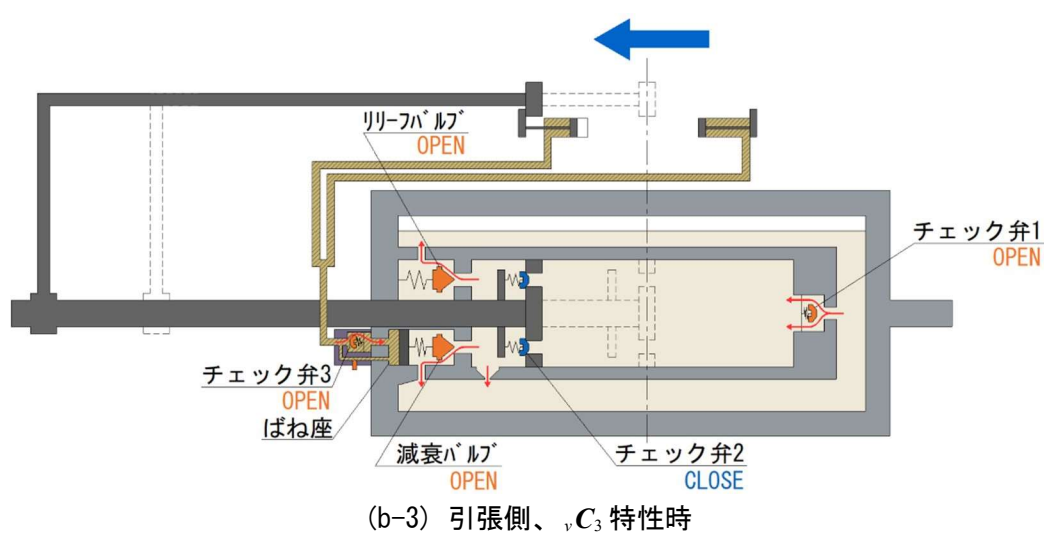 リリーフバルブ
OPEN
チェック弁1
OPEN
チェック弁3
OPEN
ばね座
減衰バルブ
OPEN
チェック弁2
CLOSE
(b-3) 引張側、vC3 特性時